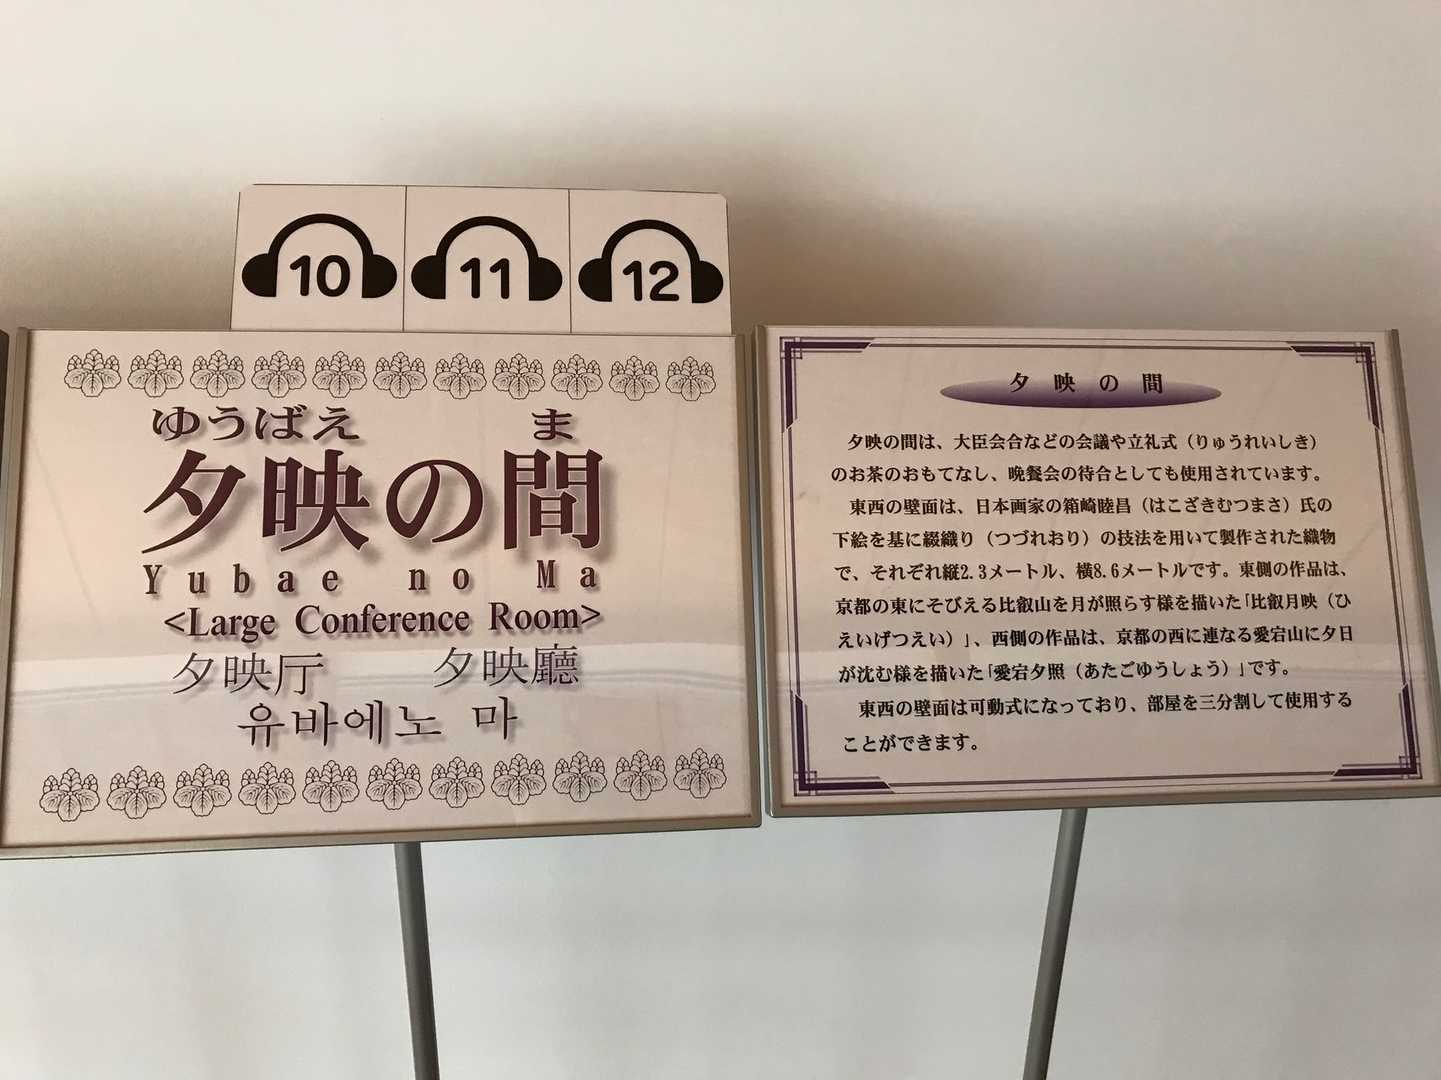 10 11 12
ゆうばえ ま
夕映の間
Yubae no Ma
<Large Conference Room>
夕映厅 夕映廳
유바에노 마
夕映の間
夕映の間は、大臣会合などの会議や立礼式（りゅうれいしき）
のお茶のおもてなし、晩餐会の待合としても使用されています。
東西の壁面は、日本画家の箱崎睦昌（はこざきむつまさ）氏の
下絵を基に綴織り（つづれおり）の技法を用いて製作された織物
で、それぞれ縦2.3メートル、横8.6メートルです。東側の作品は、
京都の東にそびえる比叡山を月が照らす様を描いた「比叡月映（ひ
えいげつえい）」、西側の作品は、京都の西に連なる愛宕山に夕日
が沈む様を描いた「愛宕夕照（あたごゆうしょう）」です。
東西の壁面は可動式になっており、部屋を三分割して使用する
ことができます。